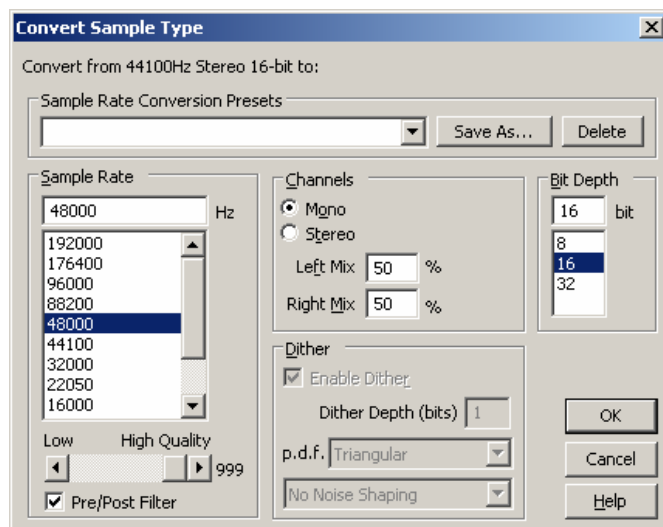 Convert Sample Type
Convert from 44100Hz Stereo 16-bit to:
Sample Rate Conversion Presets
Save As...
Delete
Sample Rate
48000 Hz
192000
176400
96000
88200
48000
44100
32000
22050
16000
Low High Quality
999
Pre/Post Filter
Channels
Mono
Stereo
Left Mix 50 %
Right Mix 50 %
Dither
Enable Dither
Dither Depth (bits) 1
p.d.f. Triangular
No Noise Shaping
Bit Depth
16 bit
8
16
32
OK
Cancel
Help